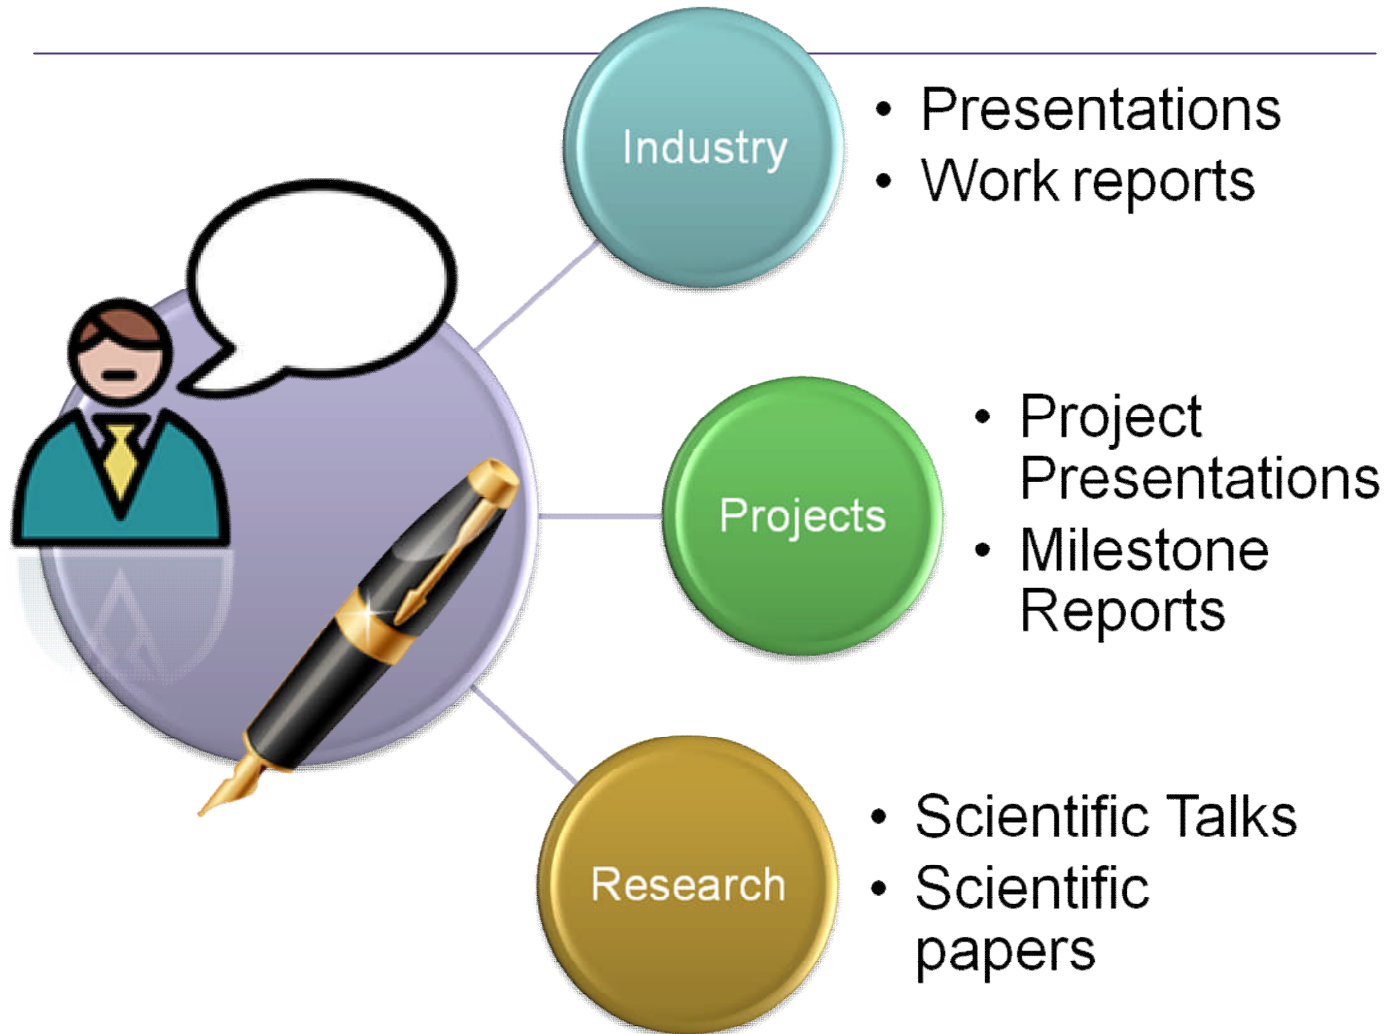 Industry
• Presentations
• Work reports
Projects
• Project
Presentations
• Milestone
Reports
Research
• Scientific Talks
• Scientific
papers